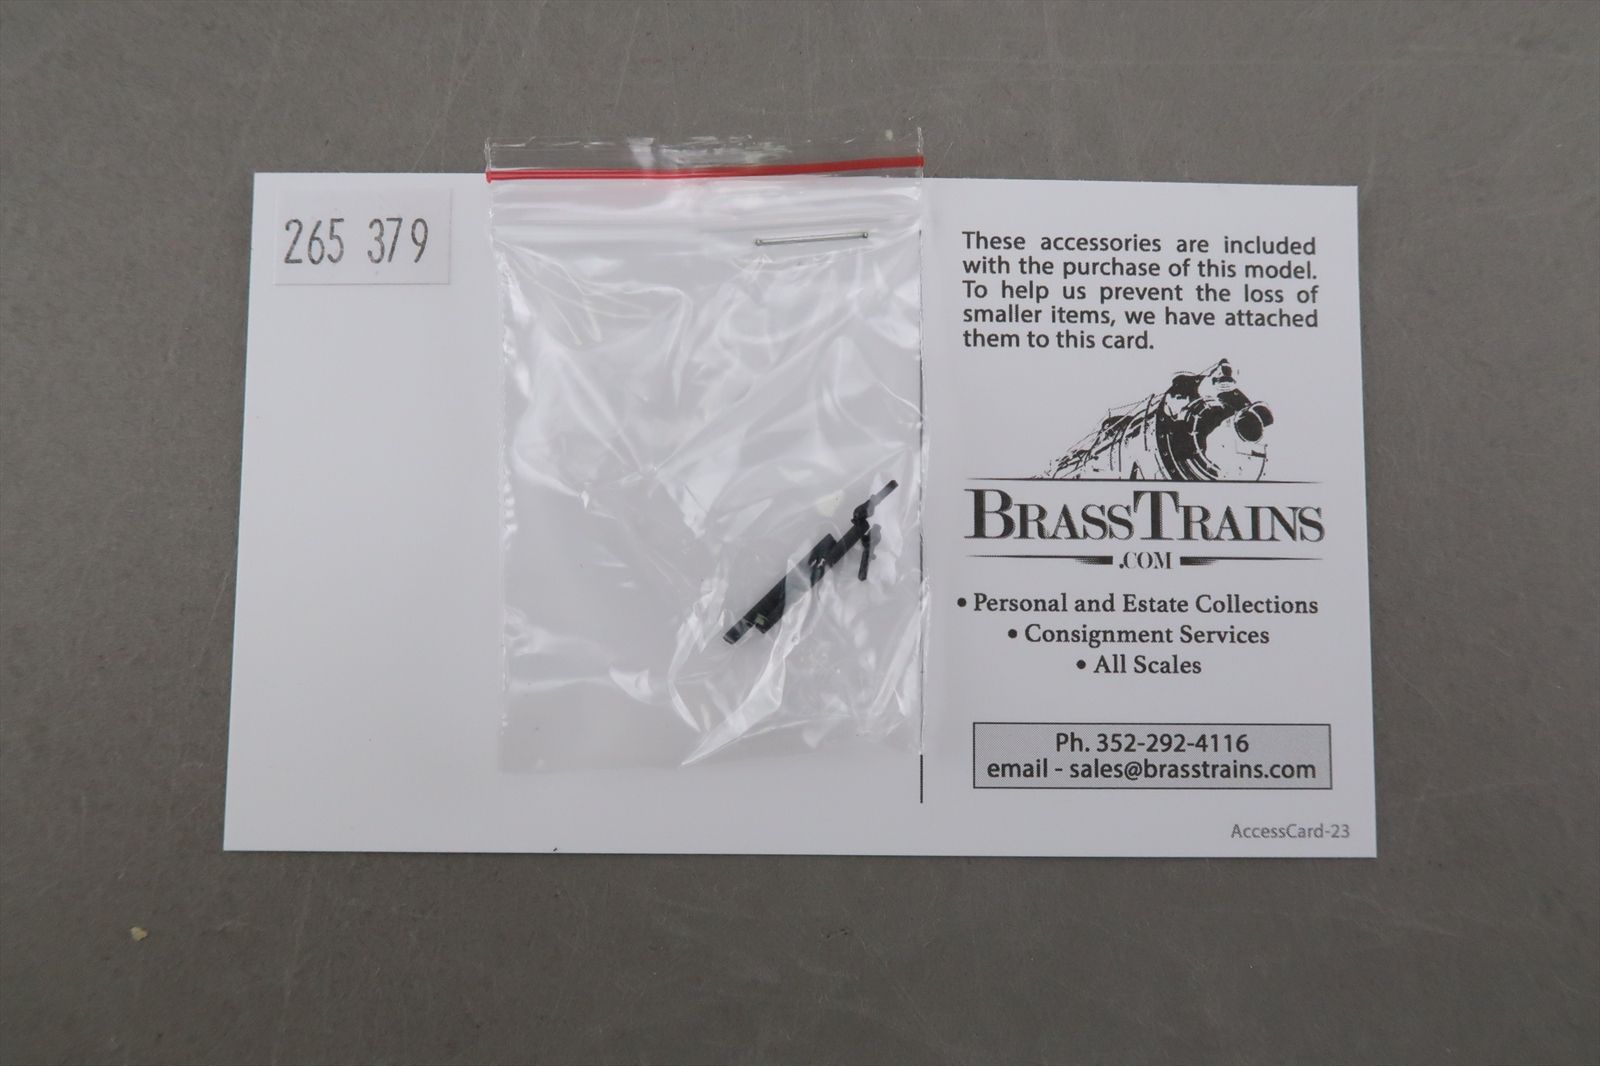 265 379
These accessories are included
with the purchase of this model.
To help us prevent the loss of
smaller items, we have attached
them to this card.
BRASSTRAINS
.COM
• Personal and Estate Collections
• Consignment Services
• All Scales
Ph. 352-292-4116
email - sales@brasstrains.com
AccessCard-23